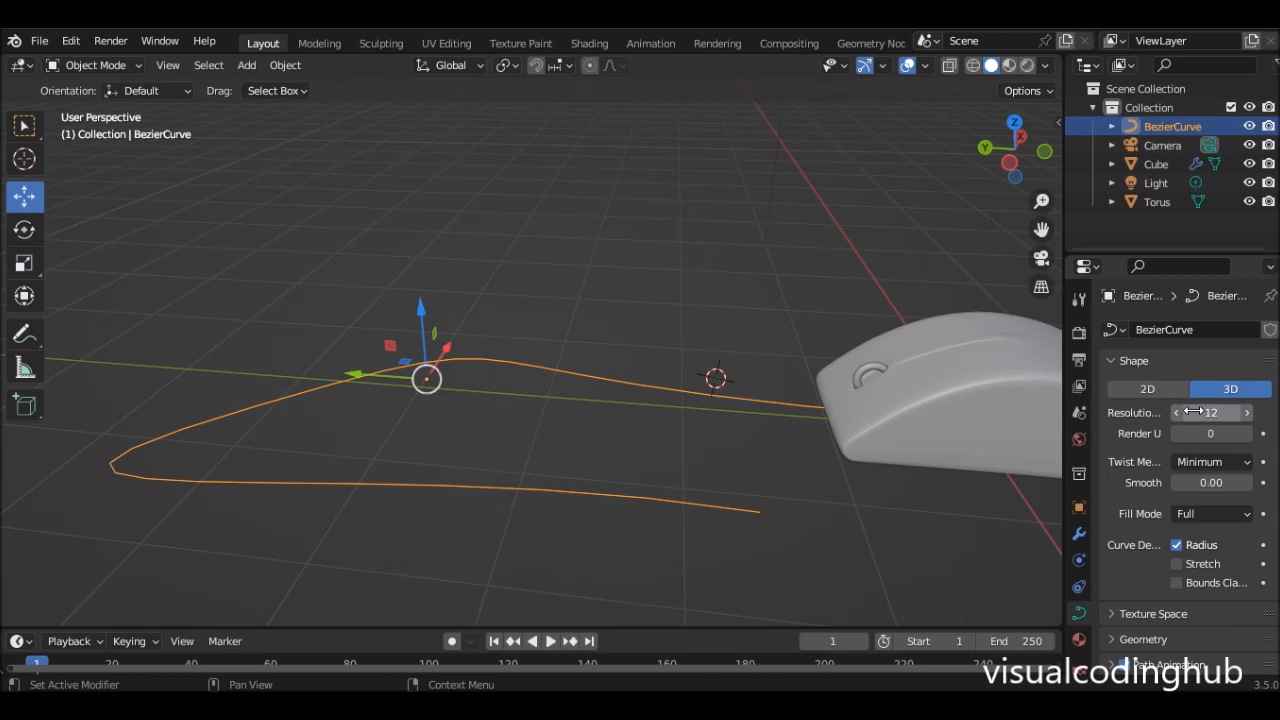 File Edit Render Window Help Layout Modeling Sculpting UV Editing Texture Paint Shading Animation Rendering Compositing Geometry Noc Scene ViewLayer
Object Mode View Select Add Object Global Options
Orientation: Default Drag: Select Box
User Perspective
(1) Collection | BezierCurve
Z
X
Y
Scene Collection
Collection
BezierCurve
Camera
Cube
Light
Torus
Bezier... Bezier...
BezierCurve
Shape
2D 3D
Resolutio... 12
Render U 0
Twist Me... Minimum
Smooth 0.00
Fill Mode Full
Curve De... Radius
Stretch
Bounds Cla...
Texture Space
Geometry
Path Animation
Playback Keying View Marker 1 Start 1 End 250
1 20 40 60 80 100 120 140 160 180 200 220 240
Set Active Modifier Pan View Context Menu 3.5.0
visualcodinghub